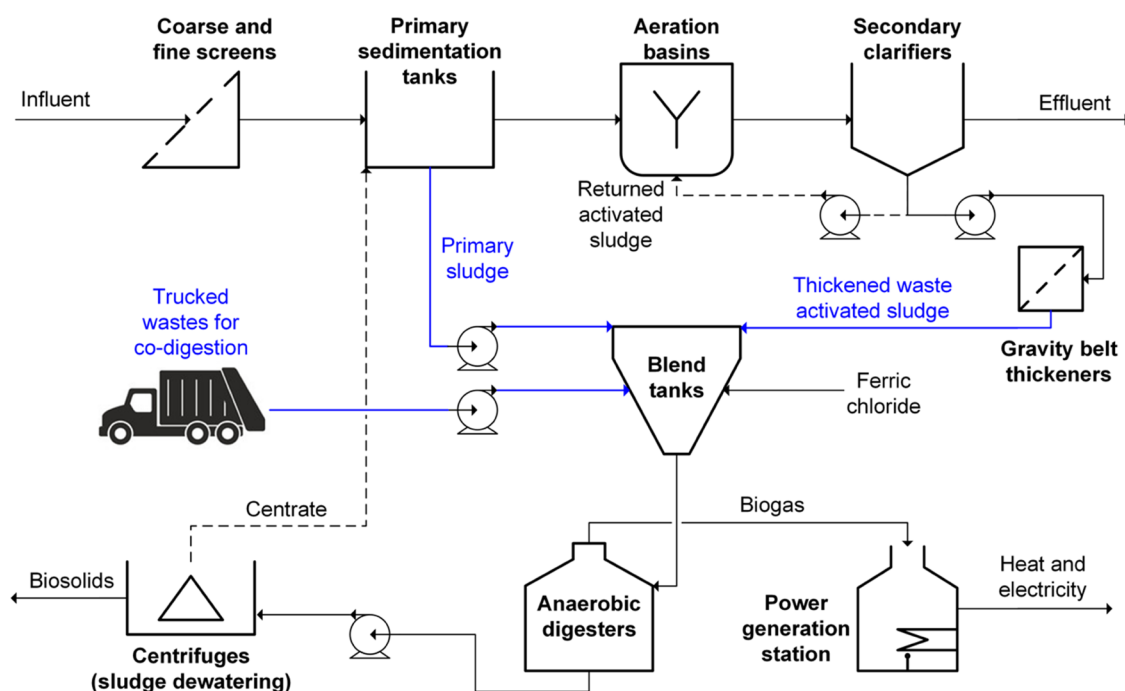 Coarse and
fine screens
Primary
sedimentation
tanks
Aeration
basins
Secondary
clarifiers
Influent
Effluent
Returned
activated
sludge
Primary
sludge
Trucked
wastes for
co-digestion
Thickened waste
activated sludge
Gravity belt
thickeners
Blend
tanks
Ferric
chloride
Centrate
Biogas
Biosolids
Anaerobic
digesters
Power
generation
station
Heat and
electricity
Centrifuges
(sludge dewatering)